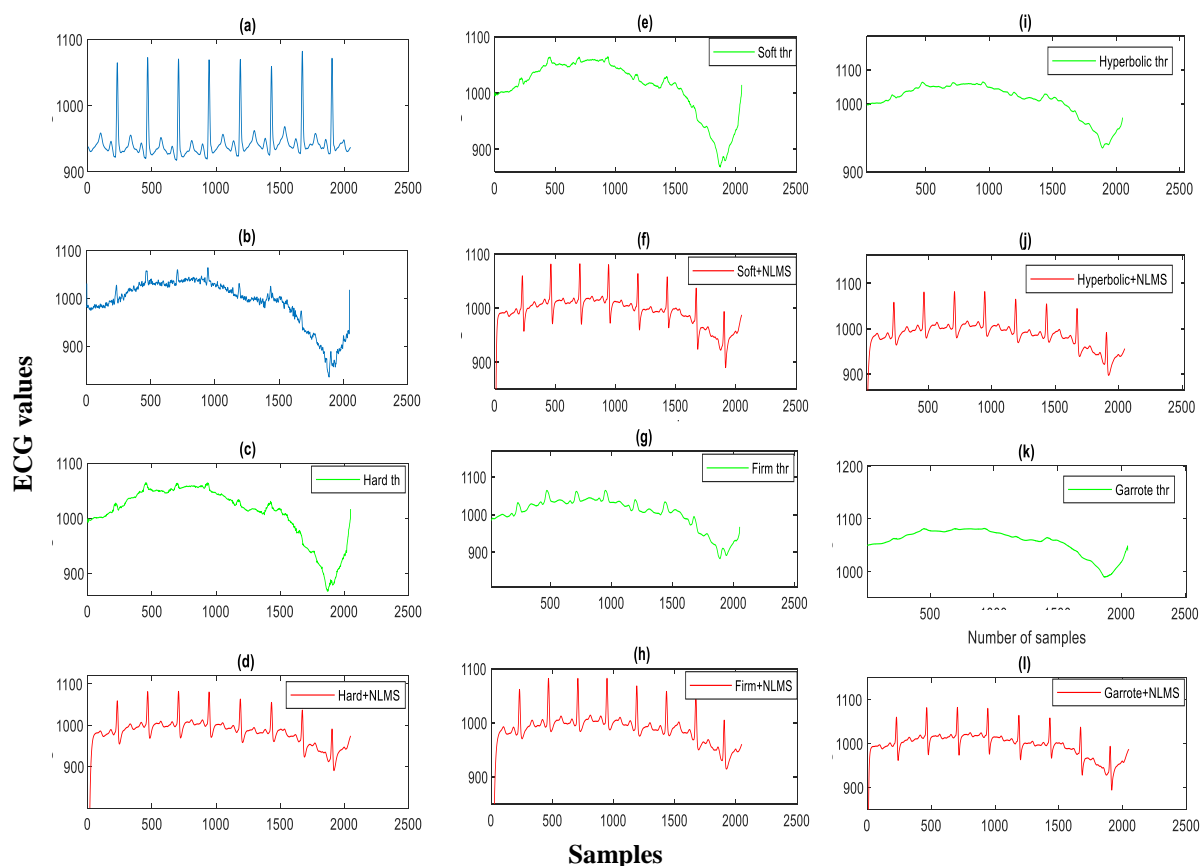 (a)
1100
1000
900
0 500 1000 1500 2000 2500
(b)
1100
1000
900
0 500 1000 1500 2000 2500
(c)
Hard th
1100
1000
900
0 500 1000 1500 2000 2500
(d)
Hard+NLMS
1100
1000
900
0 500 1000 1500 2000 2500
(e)
Soft thr
1100
1000
900
0 500 1000 1500 2000 2500
(f)
Soft+NLMS
1100
1000
900
0 500 1000 1500 2000 2500
(g)
Firm thr
1100
1000
900
500 1000 1500 2000 2500
(h)
Firm+NLMS
1100
1000
900
0 500 1000 1500 2000 2500
(i)
Hyperbolic thr
1100
1000
900
500 1000 1500 2000 2500
(j)
Hyperbolic+NLMS
1100
1000
900
0 500 1000 1500 2000 2500
(k)
Garrote thr
1200
1100
1000
500 1000 1500 2000 2500
Number of samples
(l)
Garrote+NLMS
1100
1000
900
0 500 1000 1500 2000 2500
ECG values
Samples